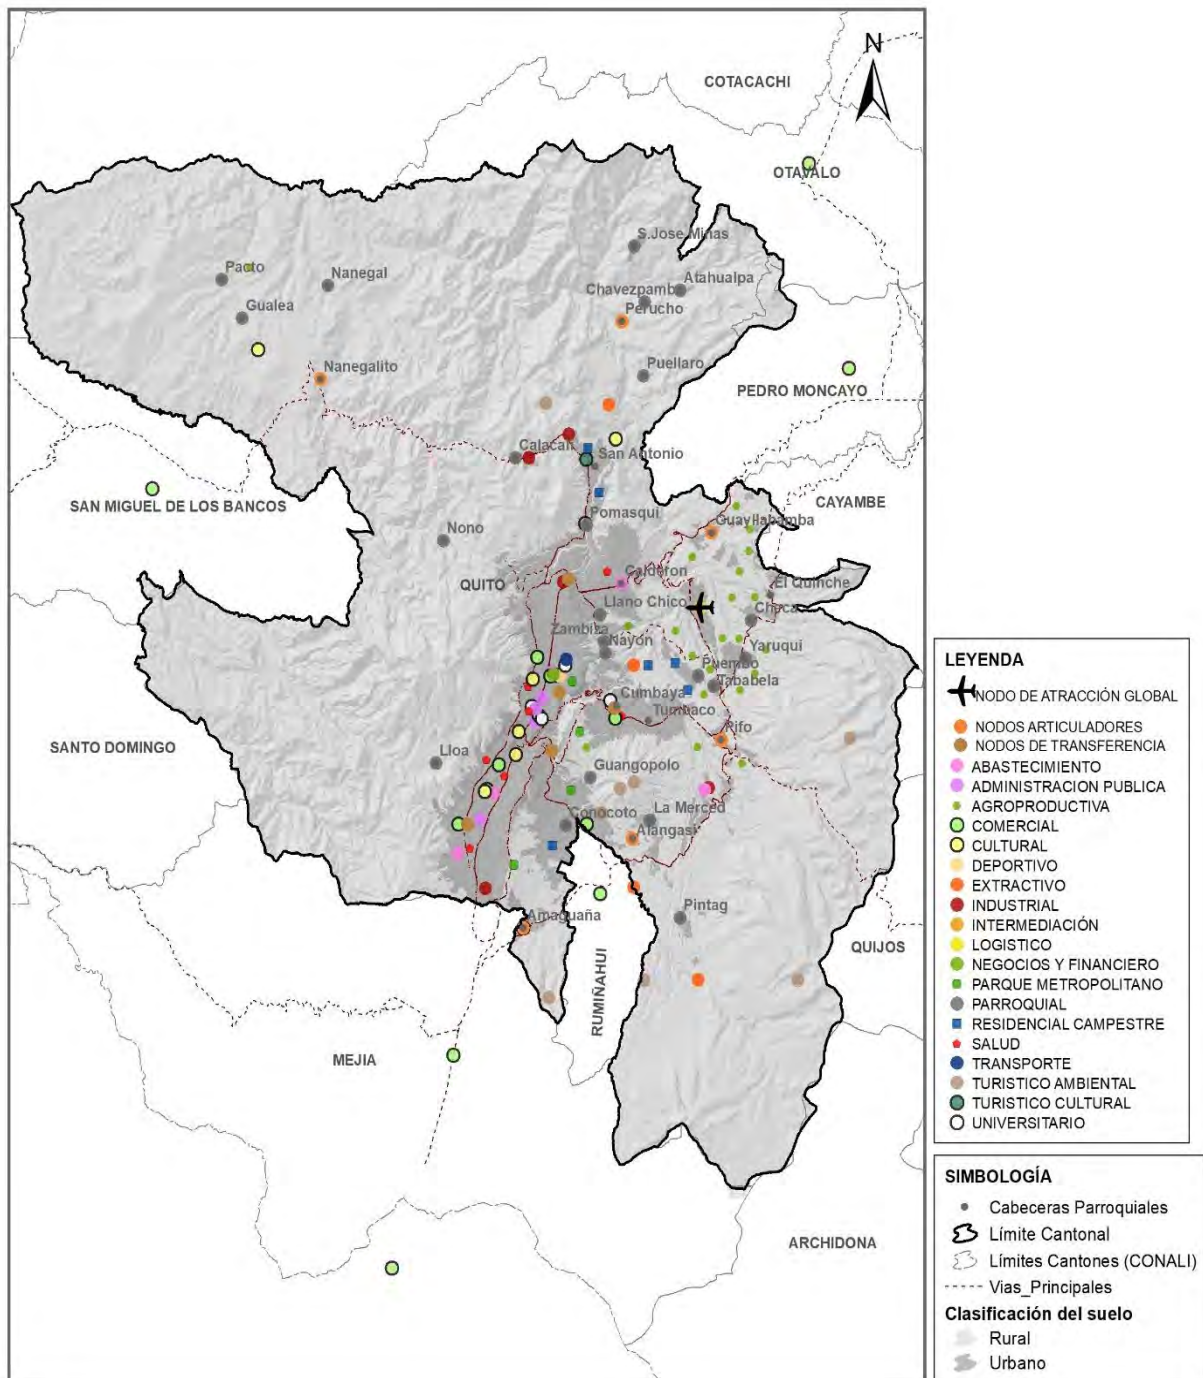 N
COTACACHI
OTAVALO
S.Jose Minas
Pacto
Nanegal
Atahualpa
Chavezpamba
Gualea
Perucho
Nanegalito
Puellaro
PEDRO MONCAYO
Calacali
San Antonio
SAN MIGUEL DE LOS BANCOS
CAYAMBE
Pomasqui
Guayllabamba
Nono
QUITO
Calderon
El Quinche
Llano Chico
Checa
Zambiza
Nayon
Yaruqui
Puembo
Tababela
Cumbaya
Tumbaco
SANTO DOMINGO
Pifo
Lloa
Guangopolo
La Merced
Conocoto
Alangasi
Amaguaña
Pintag
QUIJOS
RUMIÑAHUI
MEJIA
ARCHIDONA
LEYENDA
NODO DE ATRACCIÓN GLOBAL
NODOS ARTICULADORES
NODOS DE TRANSFERENCIA
ABASTECIMIENTO
ADMINISTRACION PUBLICA
AGROPRODUCTIVA
COMERCIAL
CULTURAL
DEPORTIVO
EXTRACTIVO
INDUSTRIAL
INTERMEDIACIÓN
LOGISTICO
NEGOCIOS Y FINANCIERO
PARQUE METROPOLITANO
PARROQUIAL
RESIDENCIAL CAMPESTRE
SALUD
TRANSPORTE
TURISTICO AMBIENTAL
TURISTICO CULTURAL
UNIVERSITARIO
SIMBOLOGÍA
Cabeceras Parroquiales
Límite Cantonal
Límites Cantones (CONALI)
Vias_Principales
Clasificación del suelo
Rural
Urbano